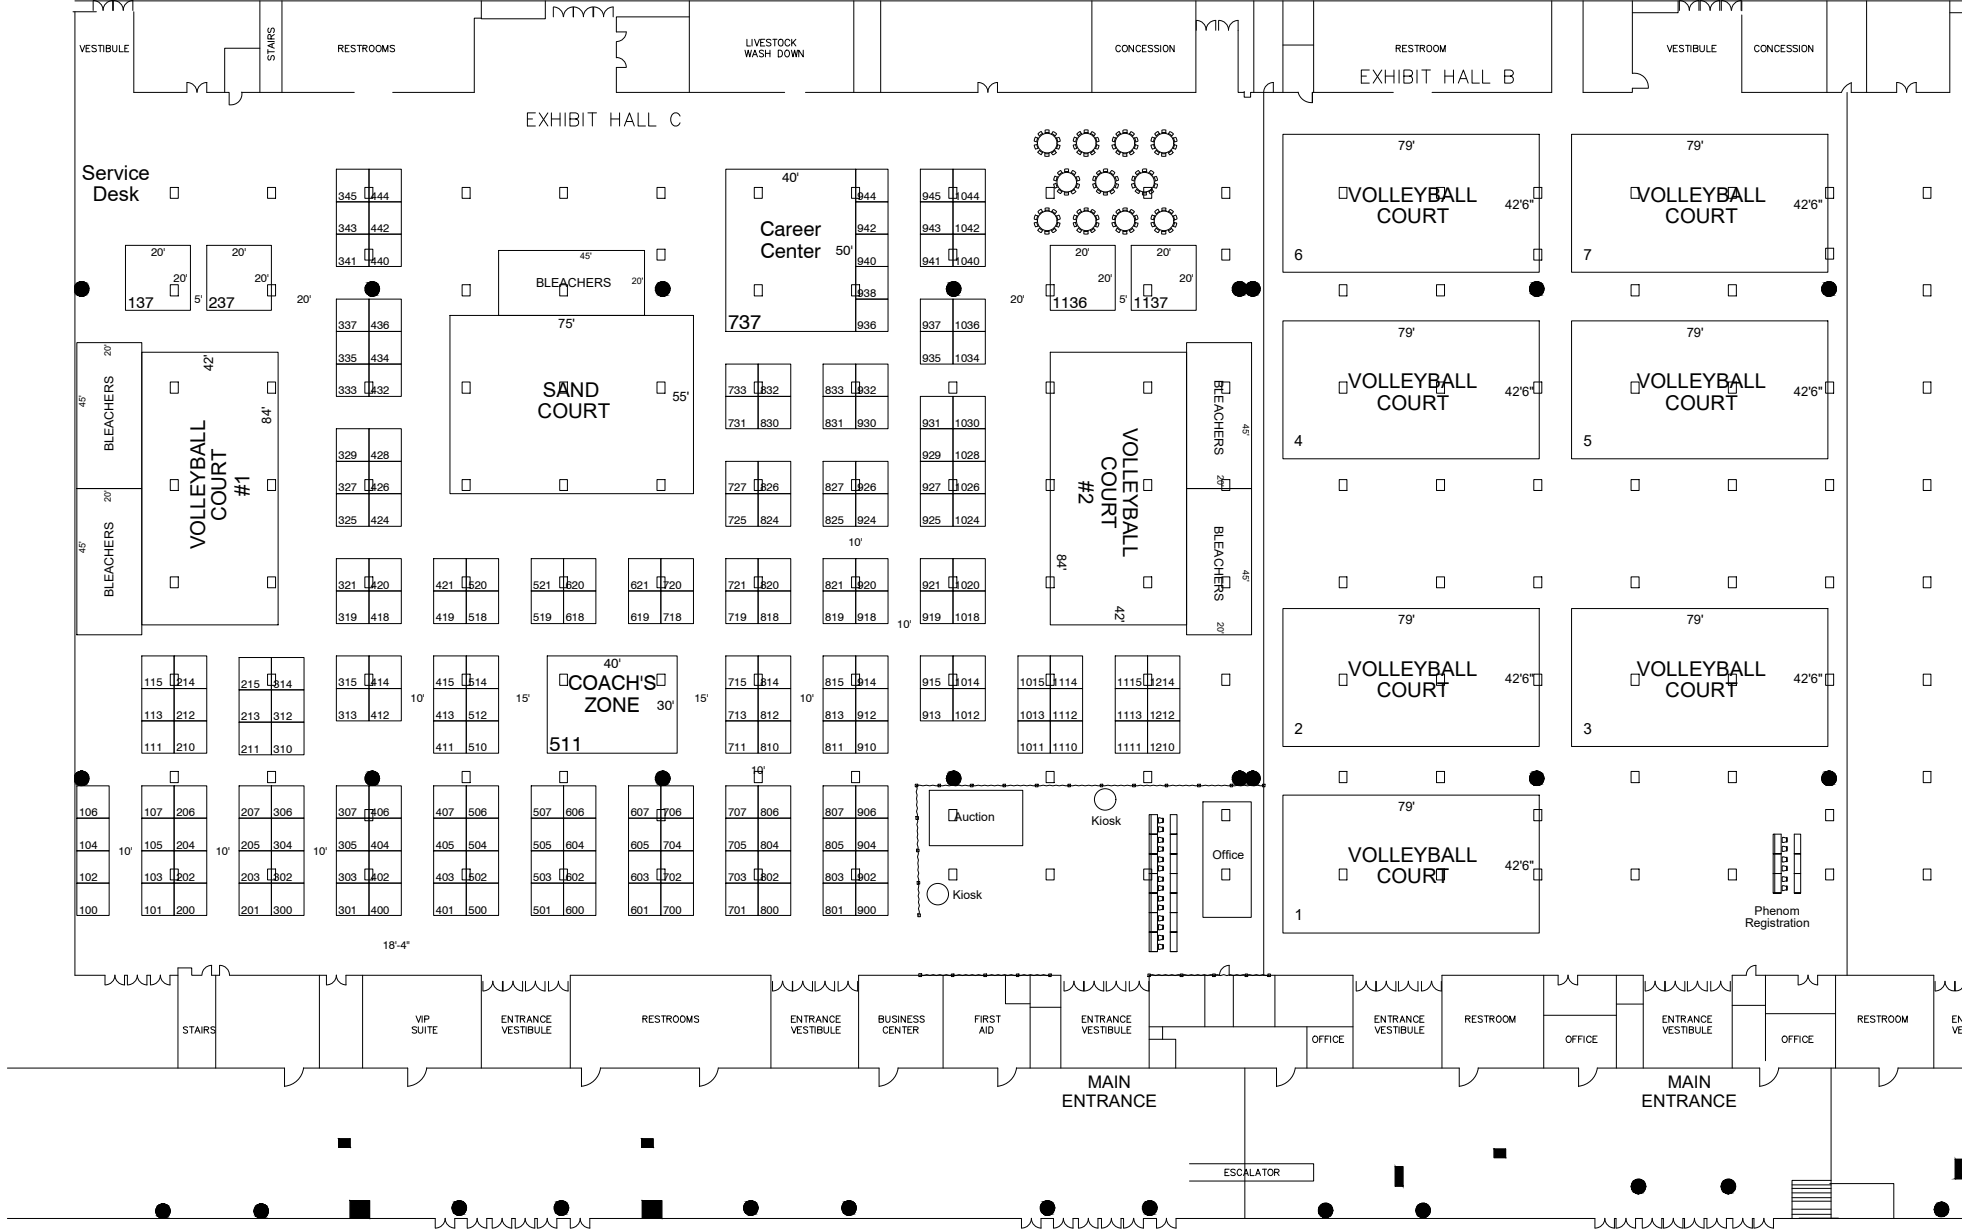 VESTIBULE
STAIRS
RESTROOMS
LIVESTOCK
WASH DOWN
CONCESSION
RESTROOM
VESTIBULE
CONCESSION
EXHIBIT HALL B
EXHIBIT HALL C
Service
Desk
345 444
343 442
341 440
40'
Career
Center
50'
737
944
942
940
938
936
945 1044
943 1042
941 1040
20'
20'
137
5'
20'
20'
237
20'
45'
BLEACHERS
20'
20'
20'
20'
1136
5'
20'
20'
1137
337 436
335 434
333 432
75'
SAND
COURT
55'
937 1036
935 1034
733 832
731 830
833 932
831 930
931 1030
929 1028
927 1026
925 1024
20'
BLEACHERS
45'
20'
BLEACHERS
45'
42'
84'
VOLLEYBALL
COURT
#1
329 428
327 426
325 424
727 826
725 824
827 926
825 924
10'
VOLLEYBALL
COURT
#2
84'
42'
BLEACHERS
45'
20'
BLEACHERS
45'
20'
321 420
319 418
421 520
419 518
521 620
519 618
621 720
619 718
721 820
719 818
821 920
819 918
10'
921 1020
919 1018
115 214
113 212
111 210
215 314
213 312
211 310
315 414
313 412
10'
415 514
413 512
411 510
15'
40'
COACH'S
ZONE
30'
511
15'
715 814
713 812
711 810
10'
10'
815 914
813 912
811 910
915 1014
913 1012
1015 1114
1013 1112
1011 1110
1115 1214
1113 1212
1111 1210
106
104
102
100
10'
107 206
105 204
103 202
101 200
10'
207 306
205 304
203 302
201 300
10'
307 406
305 404
303 402
301 400
407 506
405 504
403 502
401 500
507 606
505 604
503 602
501 600
607 706
605 704
603 702
601 700
707 806
705 804
703 802
701 800
807 906
805 904
803 902
801 900
18'-4"
Auction
Kiosk
Kiosk
Office
79'
VOLLEYBALL
COURT
42'6"
6
79'
VOLLEYBALL
COURT
42'6"
7
79'
VOLLEYBALL
COURT
42'6"
4
79'
VOLLEYBALL
COURT
42'6"
5
79'
VOLLEYBALL
COURT
42'6"
2
79'
VOLLEYBALL
COURT
42'6"
3
79'
VOLLEYBALL
COURT
42'6"
1
Phenom
Registration
STAIRS
VIP
SUITE
ENTRANCE
VESTIBULE
RESTROOMS
ENTRANCE
VESTIBULE
BUSINESS
CENTER
FIRST
AID
ENTRANCE
VESTIBULE
OFFICE
ENTRANCE
VESTIBULE
RESTROOM
OFFICE
ENTRANCE
VESTIBULE
OFFICE
RESTROOM
EN
VE
MAIN
ENTRANCE
MAIN
ENTRANCE
ESCALATOR